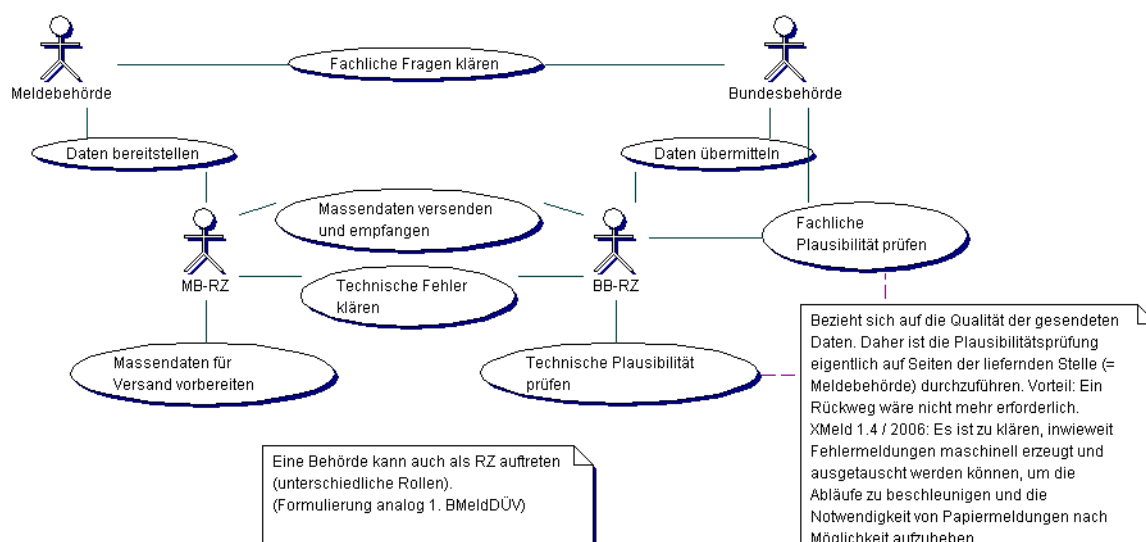 Fachliche Fragen klären
Meldebehörde
Bundesbehörde
Daten bereitstellen
Daten übermitteln
Massendaten versenden
und empfangen
Fachliche
Plausibilität prüfen
MB-RZ
Technische Fehler
klären
BB-RZ
Massendaten für
Versand vorbereiten
Technische Plausibilität
prüfen
Bezieht sich auf die Qualität der gesendeten
Daten. Daher ist die Plausibilitätsprüfung
eigentlich auf Seiten der liefernden Stelle (=
Meldebehörde) durchzuführen. Vorteil: Ein
Rückweg wäre nicht mehr erforderlich.
XMeld 1.4 / 2006: Es ist zu klären, inwieweit
Fehlermeldungen maschinell erzeugt und
ausgetauscht werden können, um die
Abläufe zu beschleunigen und die
Notwendigkeit von Papiermeldungen nach
Möglichkeit aufzuheben
Eine Behörde kann auch als RZ auftreten
(unterschiedliche Rollen).
(Formulierung analog 1. BMeldDÜV)